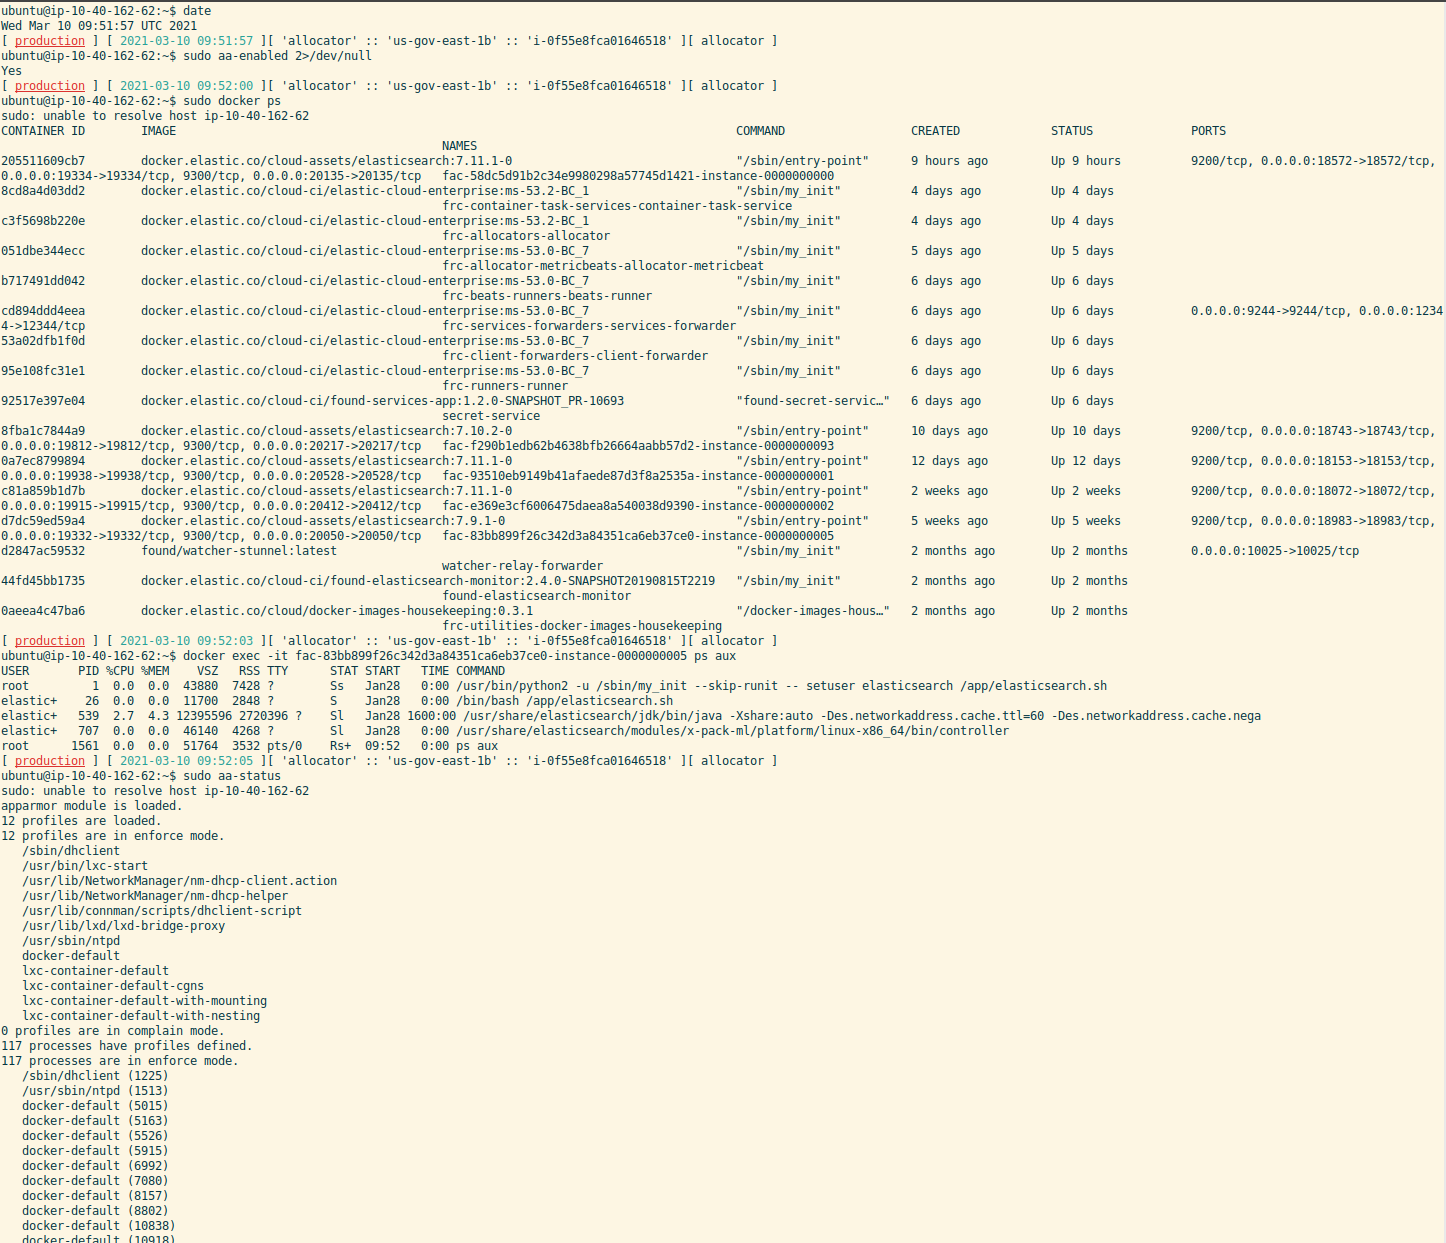 ubuntu@ip-10-40-162-62:~$ date
Wed Mar 10 09:51:57 UTC 2021
[ production ] [ 2021-03-10 09:51:57 ][ 'allocator' :: 'us-gov-east-1b' :: 'i-0f55e8fca01646518' ][ allocator ]
ubuntu@ip-10-40-162-62:~$ sudo aa-enabled 2>/dev/null
Yes
[ production ] [ 2021-03-10 09:52:00 ][ 'allocator' :: 'us-gov-east-1b' :: 'i-0f55e8fca01646518' ][ allocator ]
ubuntu@ip-10-40-162-62:~$ sudo docker ps
sudo: unable to resolve host ip-10-40-162-62
CONTAINER ID        IMAGE                                                                                COMMAND                  CREATED             STATUS              PORTS
                                                               NAMES
205511609cb7        docker.elastic.co/cloud-assets/elasticsearch:7.11.1-0                                "/sbin/entry-point"      9 hours ago         Up 9 hours          9200/tcp, 0.0.0.0:18572->18572/tcp,
0.0.0.0:19334->19334/tcp, 9300/tcp, 0.0.0.0:20135->20135/tcp   fac-58dc5d91b2c34e9980298a57745d1421-instance-0000000000
8cd8a4d03dd2        docker.elastic.co/cloud-ci/elastic-cloud-enterprise:ms-53.2-BC_1                     "/sbin/my_init"          4 days ago          Up 4 days
                                                               frc-container-task-services-container-task-service
c3f5698b220e        docker.elastic.co/cloud-ci/elastic-cloud-enterprise:ms-53.2-BC_1                     "/sbin/my_init"          4 days ago          Up 4 days
                                                               frc-allocators-allocator
051dbe344ecc        docker.elastic.co/cloud-ci/elastic-cloud-enterprise:ms-53.0-BC_7                     "/sbin/my_init"          5 days ago          Up 5 days
                                                               frc-allocator-metricbeats-allocator-metricbeat
b717491dd042        docker.elastic.co/cloud-ci/elastic-cloud-enterprise:ms-53.0-BC_7                     "/sbin/my_init"          6 days ago          Up 6 days
                                                               frc-beats-runners-beats-runner
cd894ddd4eea        docker.elastic.co/cloud-ci/elastic-cloud-enterprise:ms-53.0-BC_7                     "/sbin/my_init"          6 days ago          Up 6 days           0.0.0.0:9244->9244/tcp, 0.0.0.0:1234
4->12344/tcp                                                   frc-services-forwarders-services-forwarder
53a02dfb1f0d        docker.elastic.co/cloud-ci/elastic-cloud-enterprise:ms-53.0-BC_7                     "/sbin/my_init"          6 days ago          Up 6 days
                                                               frc-client-forwarders-client-forwarder
95e108fc31e1        docker.elastic.co/cloud-ci/elastic-cloud-enterprise:ms-53.0-BC_7                     "/sbin/my_init"          6 days ago          Up 6 days
                                                               frc-runners-runner
92517e397e04        docker.elastic.co/cloud-ci/found-services-app:1.2.0-SNAPSHOT_PR-10693                "found-secret-servic…"   6 days ago          Up 6 days
                                                               secret-service
8fba1c7844a9        docker.elastic.co/cloud-assets/elasticsearch:7.10.2-0                                "/sbin/entry-point"      10 days ago         Up 10 days          9200/tcp, 0.0.0.0:18743->18743/tcp,
0.0.0.0:19812->19812/tcp, 9300/tcp, 0.0.0.0:20217->20217/tcp   fac-f290b1edb62b4638bfb26664aabb57d2-instance-0000000093
0a7ec8799894        docker.elastic.co/cloud-assets/elasticsearch:7.11.1-0                                "/sbin/entry-point"      12 days ago         Up 12 days          9200/tcp, 0.0.0.0:18153->18153/tcp,
0.0.0.0:19938->19938/tcp, 9300/tcp, 0.0.0.0:20528->20528/tcp   fac-93510eb9149b41afaede87d3f8a2535a-instance-0000000001
c81a859b1d7b        docker.elastic.co/cloud-assets/elasticsearch:7.11.1-0                                "/sbin/entry-point"      2 weeks ago         Up 2 weeks          9200/tcp, 0.0.0.0:18072->18072/tcp,
0.0.0.0:19915->19915/tcp, 9300/tcp, 0.0.0.0:20412->20412/tcp   fac-e369e3cf6006475daea8a540038d9390-instance-0000000002
d7dc59ed59a4        docker.elastic.co/cloud-assets/elasticsearch:7.9.1-0                                 "/sbin/entry-point"      5 weeks ago         Up 5 weeks          9200/tcp, 0.0.0.0:18983->18983/tcp,
0.0.0.0:19332->19332/tcp, 9300/tcp, 0.0.0.0:20050->20050/tcp   fac-83bb899f26c342d3a84351ca6eb37ce0-instance-0000000005
d2847ac59532        found/watcher-stunnel:latest                                                         "/sbin/my_init"          2 months ago        Up 2 months         0.0.0.0:10025->10025/tcp
                                                               watcher-relay-forwarder
44fd45bb1735        docker.elastic.co/cloud-ci/found-elasticsearch-monitor:2.4.0-SNAPSHOT20190815T2219   "/sbin/my_init"          2 months ago        Up 2 months
                                                               found-elasticsearch-monitor
0aeea4c47ba6        docker.elastic.co/cloud/docker-images-housekeeping:0.3.1                             "/docker-images-hous…"   2 months ago        Up 2 months
                                                               frc-utilities-docker-images-housekeeping
[ production ] [ 2021-03-10 09:52:03 ][ 'allocator' :: 'us-gov-east-1b' :: 'i-0f55e8fca01646518' ][ allocator ]
ubuntu@ip-10-40-162-62:~$ docker exec -it fac-83bb899f26c342d3a84351ca6eb37ce0-instance-0000000005 ps aux
USER       PID %CPU %MEM    VSZ   RSS TTY      STAT START   TIME COMMAND
root         1  0.0  0.0  43880  7428 ?        Ss   Jan28   0:00 /usr/bin/python2 -u /sbin/my_init --skip-runit -- setuser elasticsearch /app/elasticsearch.sh
elastic+    26  0.0  0.0  11700  2848 ?        S    Jan28   0:00 /bin/bash /app/elasticsearch.sh
elastic+   539  2.7  4.3 12395596 2720396 ?    Sl   Jan28 1600:00 /usr/share/elasticsearch/jdk/bin/java -Xshare:auto -Des.networkaddress.cache.ttl=60 -Des.networkaddress.cache.nega
elastic+   707  0.0  0.0  46140  4268 ?        Sl   Jan28   0:00 /usr/share/elasticsearch/modules/x-pack-ml/platform/linux-x86_64/bin/controller
root      1561  0.0  0.0  51764  3532 pts/0    Rs+  09:52   0:00 ps aux
[ production ] [ 2021-03-10 09:52:05 ][ 'allocator' :: 'us-gov-east-1b' :: 'i-0f55e8fca01646518' ][ allocator ]
ubuntu@ip-10-40-162-62:~$ sudo aa-status
sudo: unable to resolve host ip-10-40-162-62
apparmor module is loaded.
12 profiles are loaded.
12 profiles are in enforce mode.
   /sbin/dhclient
   /usr/bin/lxc-start
   /usr/lib/NetworkManager/nm-dhcp-client.action
   /usr/lib/NetworkManager/nm-dhcp-helper
   /usr/lib/connman/scripts/dhclient-script
   /usr/lib/lxd/lxd-bridge-proxy
   /usr/sbin/ntpd
   docker-default
   lxc-container-default
   lxc-container-default-cgns
   lxc-container-default-with-mounting
   lxc-container-default-with-nesting
0 profiles are in complain mode.
117 processes have profiles defined.
117 processes are in enforce mode.
   /sbin/dhclient (1225)
   /usr/sbin/ntpd (1513)
   docker-default (5015)
   docker-default (5163)
   docker-default (5526)
   docker-default (5915)
   docker-default (6992)
   docker-default (7080)
   docker-default (8157)
   docker-default (8802)
   docker-default (10838)
   docker-default (10918)